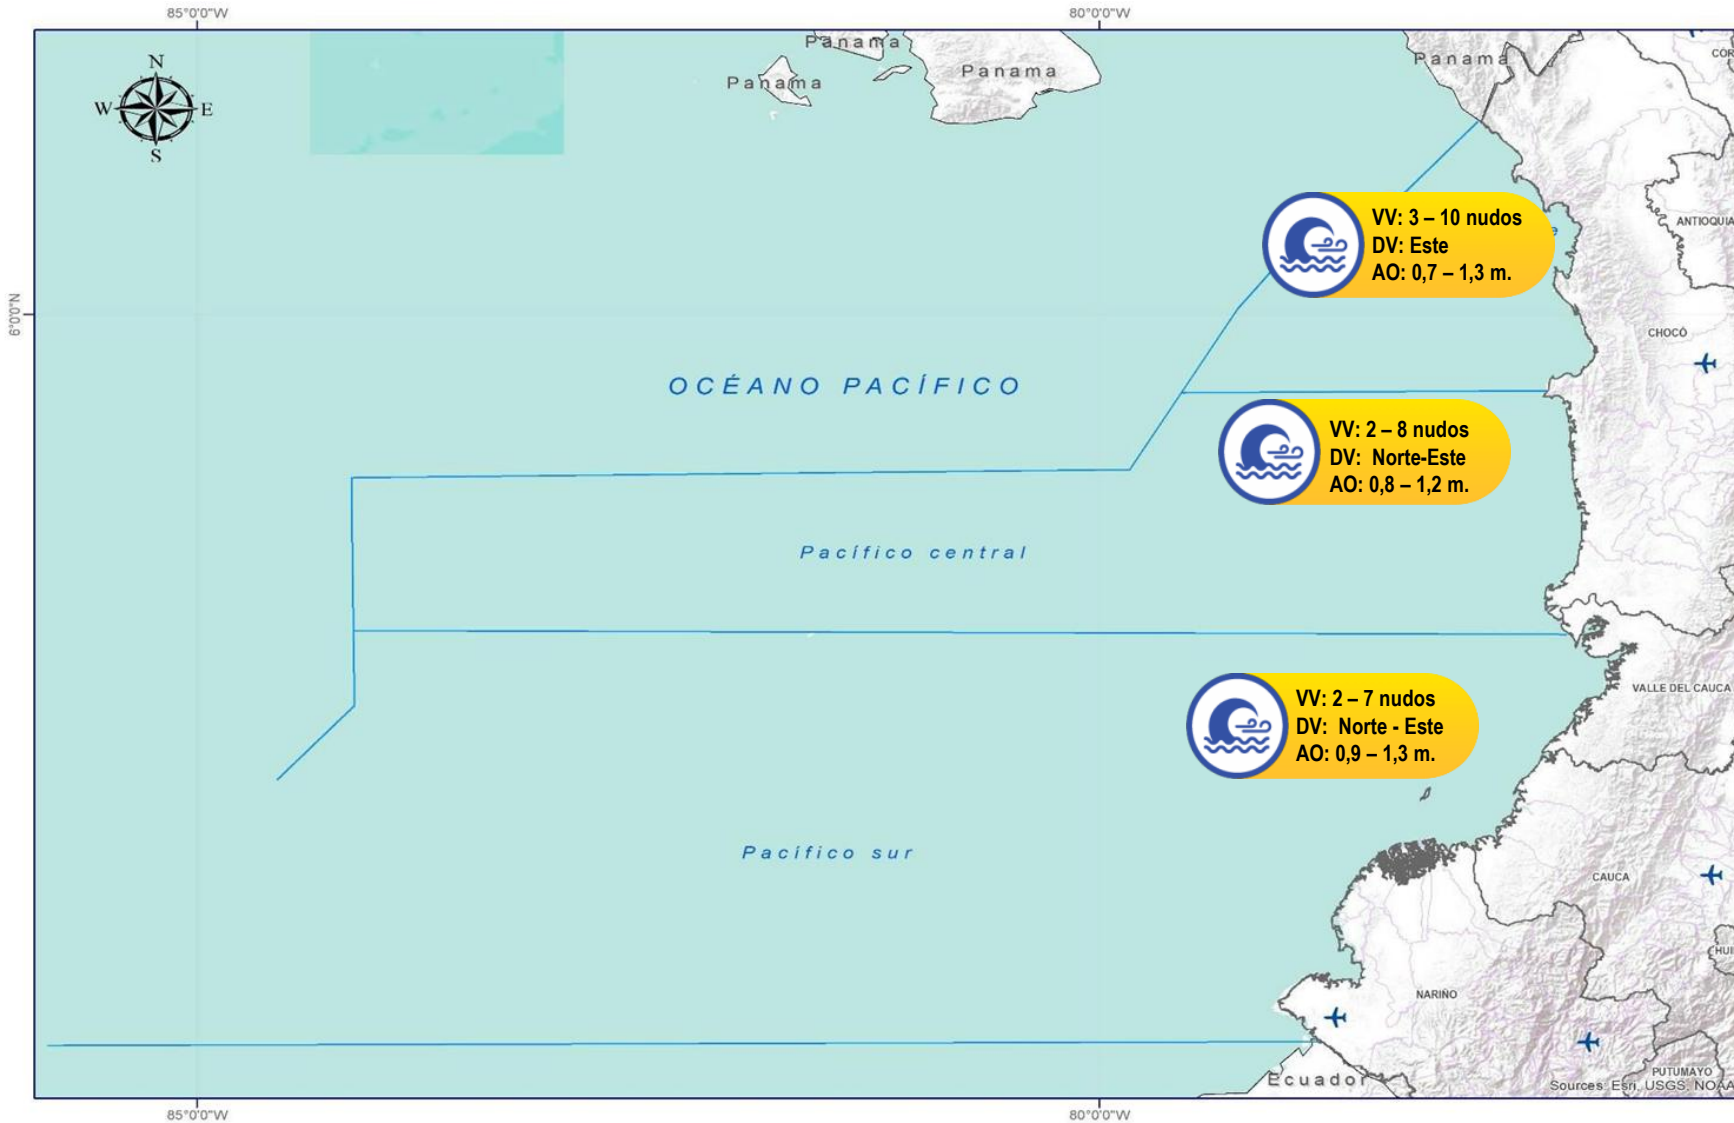 85°0'0"W
80°0'0"W
N
W
E
S
Panama
Panama
Panama
Panama
ANTIOQUIA
VV: 3 – 10 nudos
DV: Este
AO: 0,7 – 1,3 m.
6°0'0"N
CHOCÓ
OCÉANO PACÍFICO
VV: 2 – 8 nudos
DV: Norte-Este
AO: 0,8 – 1,2 m.
Pacífico central
VALLE DEL CAUCA
VV: 2 – 7 nudos
DV: Norte - Este
AO: 0,9 – 1,3 m.
Pacífico sur
CAUCA
NARIÑO
PUTUMAYO
Ecuador
Sources: Esri, USGS, NOAA
85°0'0"W
80°0'0"W